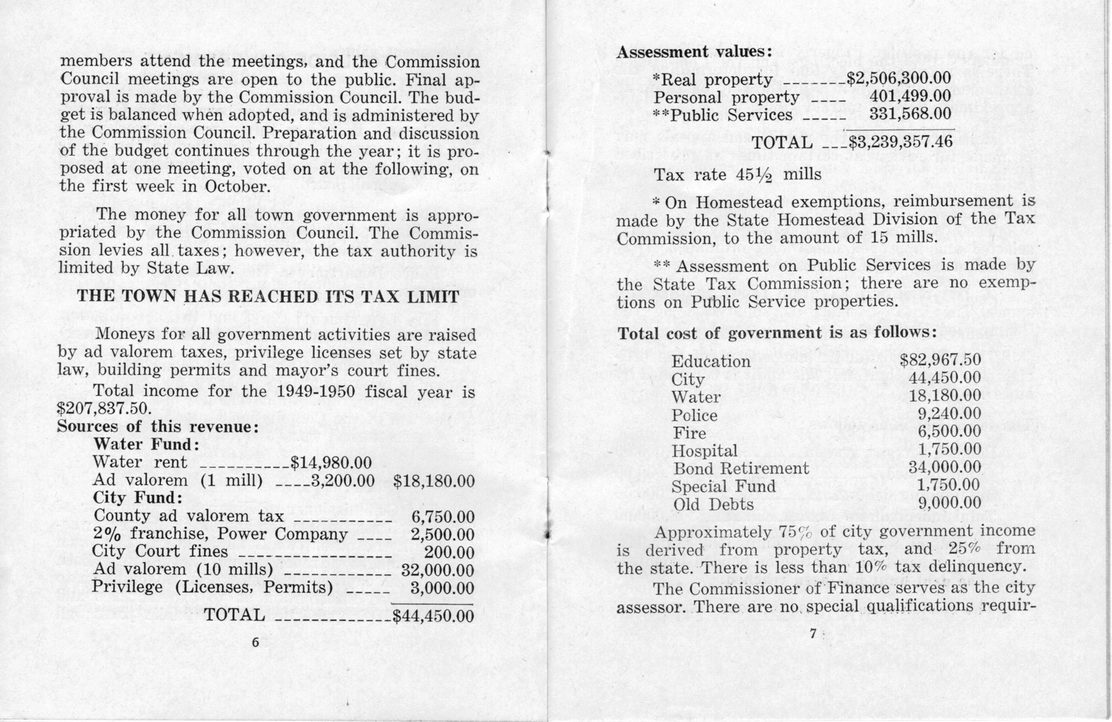 members attend the meetings, and the Commission
Council meetings are open to the public. Final ap-
proval is made by the Commission Council. The bud-
get is balanced when adopted, and is administered by
the Commission Council. Preparation and discussion
of the budget continues through the year; it is pro-
posed at one meeting, voted on at the following, on
the first week in October.
The money for all town government is appro-
priated by the Commission Council. The Commis-
sion levies all taxes; however, the tax authority is
limited by State Law.
THE TOWN HAS REACHED ITS TAX LIMIT
Moneys for all government activities are raised
by ad valorem taxes, privilege licenses set by state
law, building permits and mayor's court fines.
Total income for the 1949-1950 fiscal year is
$207,837.50.
Sources of this revenue:
Water Fund:
Water rent __________$14,980.00
Ad valorem (1 mill) ____3,200.00 $18,180.00
City Fund:
County ad valorem tax ___________ 6,750.00
2% franchise, Power Company ____ 2,500.00
City Court fines _________________ 200.00
Ad valorem (10 mills) ____________ 32,000.00
Privilege (Licenses, Permits) _____ 3,000.00
TOTAL _____________$44,450.00
6
Assessment values:
*Real property _______$2,506,300.00
Personal property ____ 401,499.00
**Public Services _____ 331,568.00
TOTAL ___$3,239,357.46
Tax rate 45½ mills
* On Homestead exemptions, reimbursement is
made by the State Homestead Division of the Tax
Commission, to the amount of 15 mills.
** Assessment on Public Services is made by
the State Tax Commission; there are no exemp-
tions on Public Service properties.
Total cost of government is as follows:
Education $82,967.50
City 44,450.00
Water 18,180.00
Police 9,240.00
Fire 6,500.00
Hospital 1,750.00
Bond Retirement 34,000.00
Special Fund 1,750.00
Old Debts 9,000.00
Approximately 75% of city government income
is derived from property tax, and 25% from
the state. There is less than 10% tax delinquency.
The Commissioner of Finance serves as the city
assessor. There are no special qualifications requir-
7